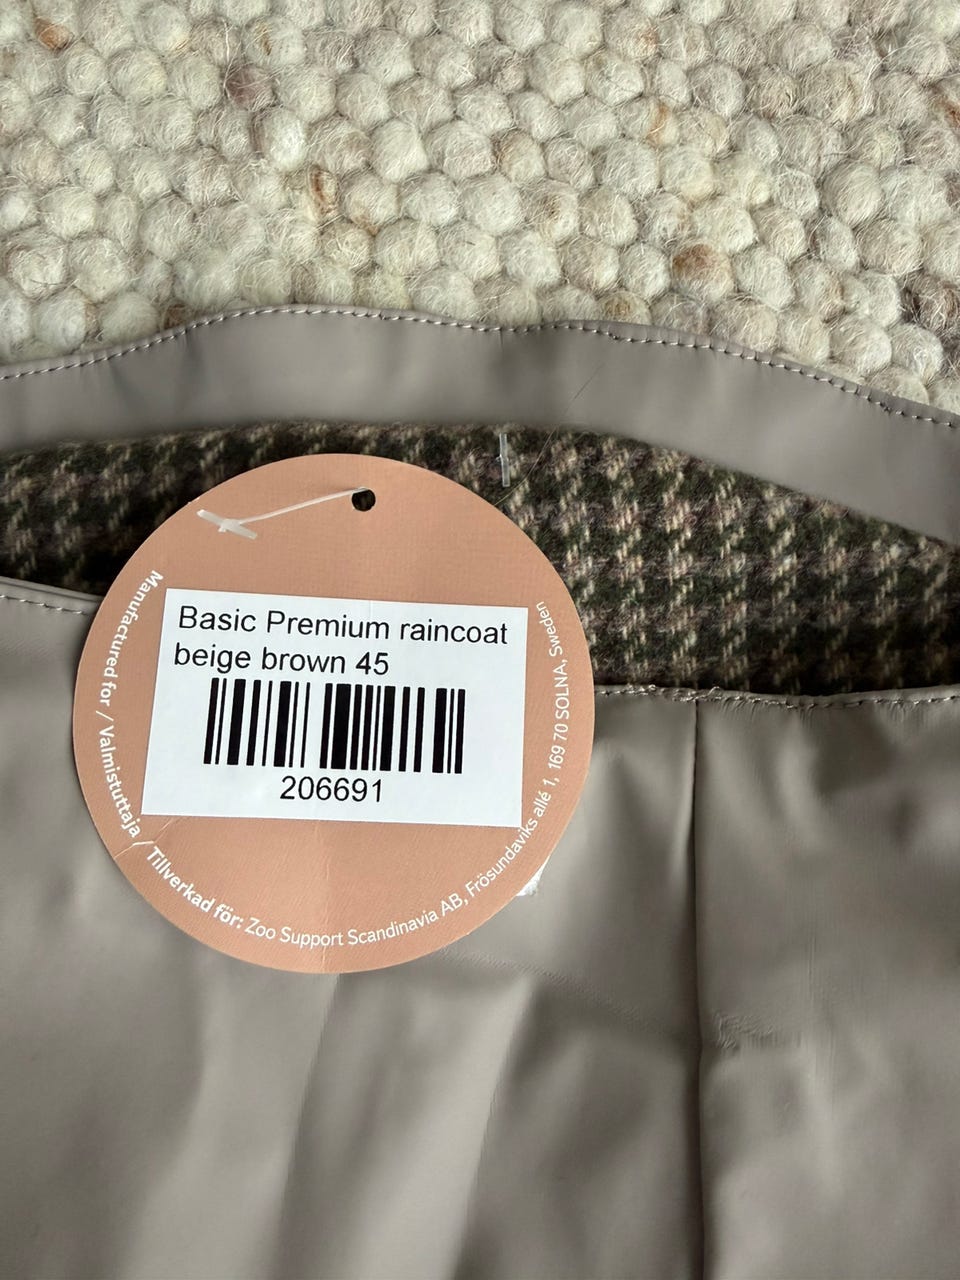 Basic Premium raincoat
beige brown 45
206691
Manufactured for / Valmistuttaja / Tillverkad för: Zoo Support Scandinavia AB, Frösundaviks allé 1, 169 70 SOLNA, Sweden